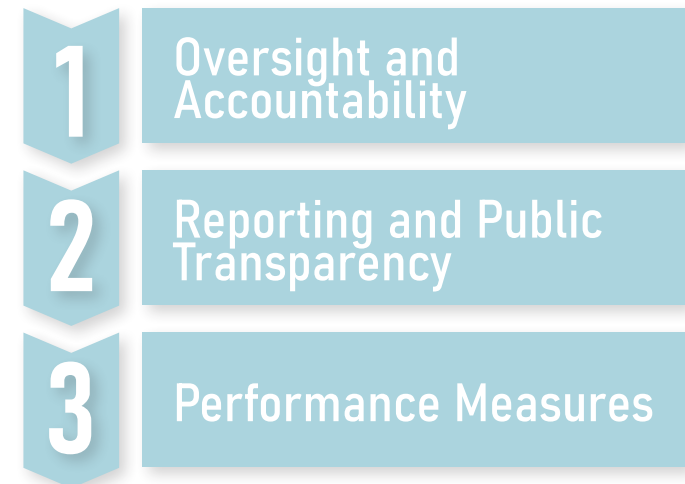 1
Oversight and
Accountability
2
Reporting and Public
Transparency
3
Performance Measures